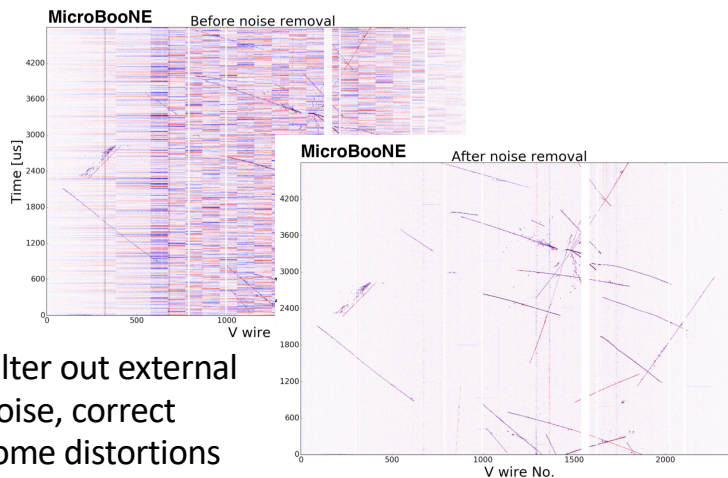 MicroBooNE
Before noise removal
4200
3600
3000
2400
1800
1200
600
0
Time [us]
0 500 1000
V wire
MicroBooNE
After noise removal
4200
3600
3000
2400
1800
1200
600
0
0 500 1000 1500 2000
V wire No.
lter out external
oise, correct
ome distortions